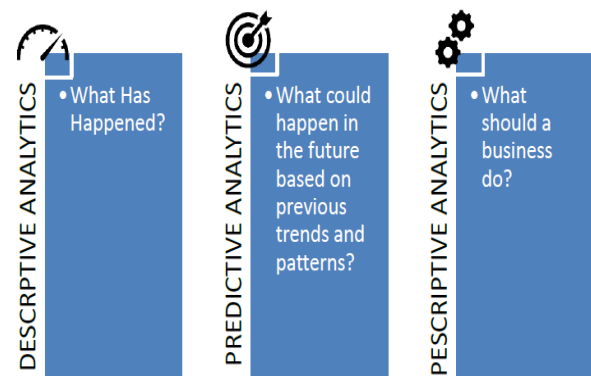 DESCRPTIVE ANALYTICS
• What Has
Happened?
PREDICTIVE ANALYTICS
• What could
happen in
the future
based on
previous
trends and
patterns?
PESCRIPTIVE ANALYTICS
• What
should a
business
do?